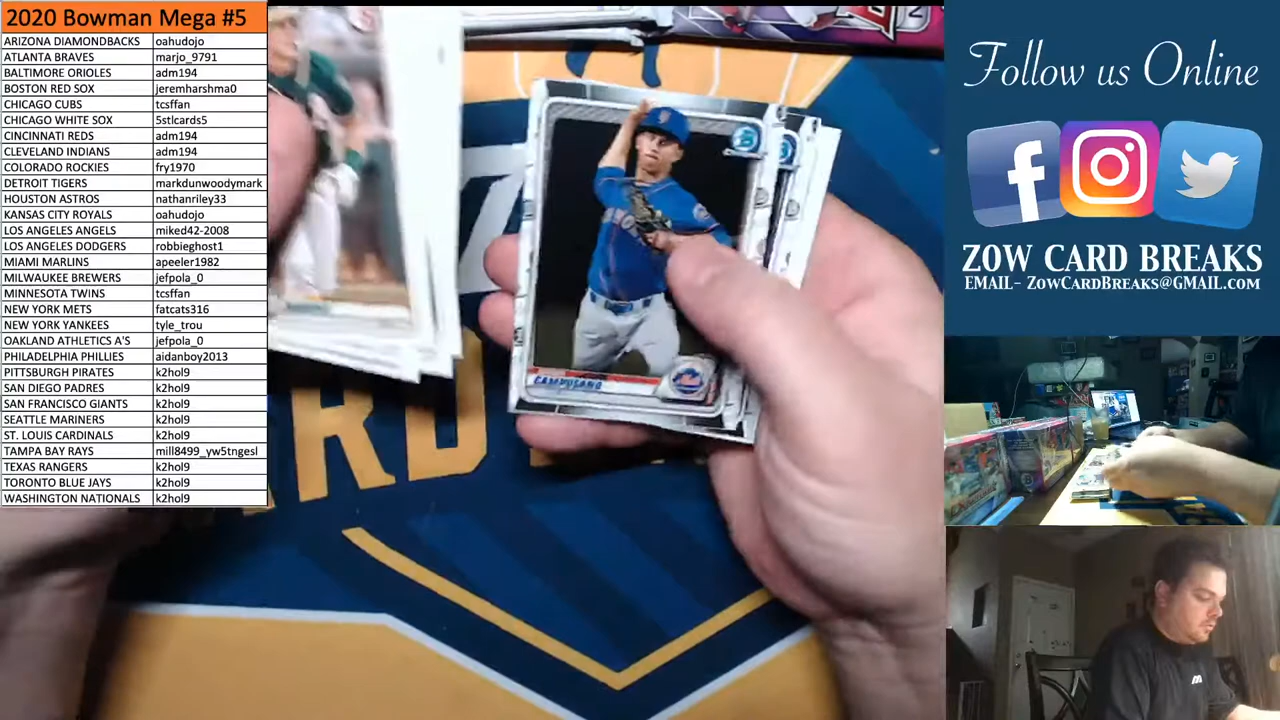 2020 Bowman Mega #5
ARIZONA DIAMONDBACKS oahudojo
ATLANTA BRAVES marjo_9791
BALTIMORE ORIOLES adm194
BOSTON RED SOX jeremharshma0
CHICAGO CUBS tcsffan
CHICAGO WHITE SOX 5stlcards5
CINCINNATI REDS adm194
CLEVELAND INDIANS adm194
COLORADO ROCKIES fry1970
DETROIT TIGERS markdunwoodymark
HOUSTON ASTROS nathanriley33
KANSAS CITY ROYALS oahudojo
LOS ANGELES ANGELS miked42-2008
LOS ANGELES DODGERS robbieghost1
MIAMI MARLINS apeeler1982
MILWAUKEE BREWERS jefpola_0
MINNESOTA TWINS tcsffan
NEW YORK METS fatcats316
NEW YORK YANKEES tyle_trou
OAKLAND ATHLETICS A'S jefpola_0
PHILADELPHIA PHILLIES aidanboy2013
PITTSBURGH PIRATES k2hol9
SAN DIEGO PADRES k2hol9
SAN FRANCISCO GIANTS k2hol9
SEATTLE MARINERS k2hol9
ST. LOUIS CARDINALS k2hol9
TAMPA BAY RAYS mill8499_yw5tngesl
TEXAS RANGERS k2hol9
TORONTO BLUE JAYS k2hol9
WASHINGTON NATIONALS k2hol9
CAMPUSANO
ARD
Follow us Online
ZOW CARD BREAKS
EMAIL- ZOWCARDBREAKS@GMAIL.COM